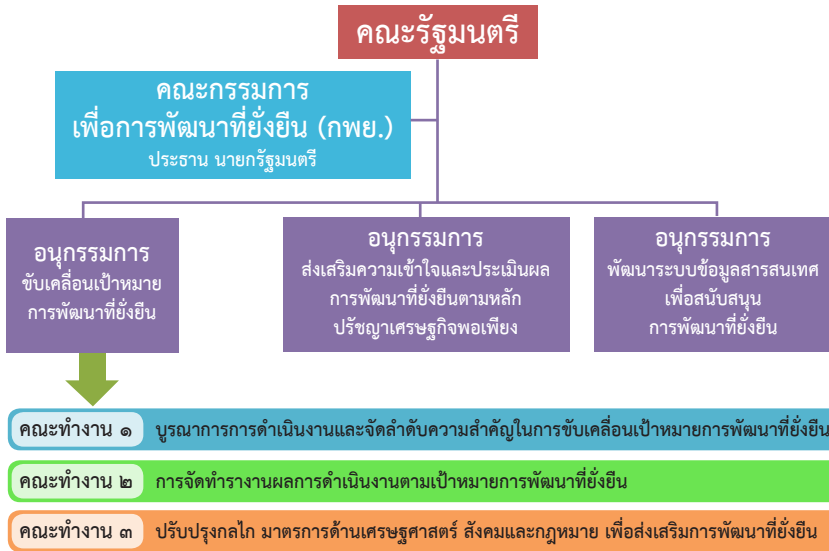 คณะรัฐมนตรี
คณะกรรมการ
เพื่อการพัฒนาที่ยั่งยืน (กพย.)
ประธาน นายกรัฐมนตรี
อนุกรรมการ
ขับเคลื่อนเป้าหมาย
การพัฒนาที่ยั่งยืน
อนุกรรมการ
ส่งเสริมความเข้าใจและประเมินผล
การพัฒนาที่ยั่งยืนตามหลัก
ปรัชญาเศรษฐกิจพอเพียง
อนุกรรมการ
พัฒนาระบบข้อมูลสารสนเทศ
เพื่อสนับสนุน
การพัฒนาที่ยั่งยืน
คณะทำงาน ๑ บูรณาการการดำเนินงานและจัดลำดับความสำคัญในการขับเคลื่อนเป้าหมายการพัฒนาที่ยั่งยืน
คณะทำงาน ๒ การจัดทำรางานผลการดำเนินงานตามเป้าหมายการพัฒนาที่ยั่งยืน
คณะทำงาน ๓ ปรับปรุงกลไก มาตรการด้านเศรษฐศาสตร์ สังคมและกฎหมาย เพื่อส่งเสริมการพัฒนาที่ยั่งยืน